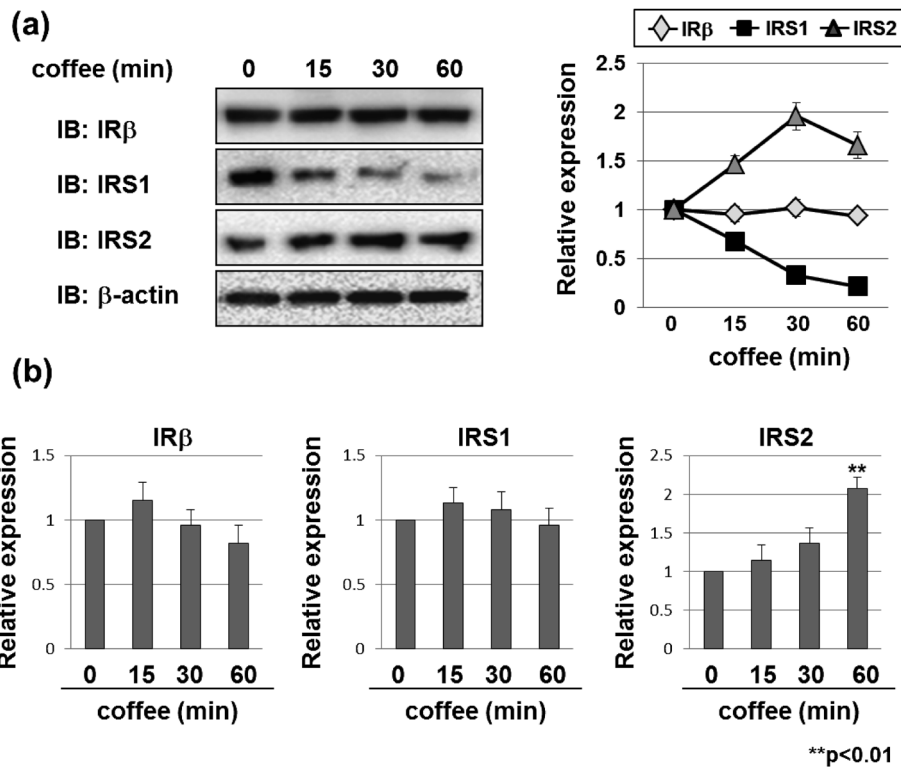 (a)
coffee (min) 0 15 30 60
IB: IRβ
IB: IRS1
IB: IRS2
IB: β-actin
IRβ IRS1 IRS2
Relative expression
2.5
2
1.5
1
0.5
0
0 15 30 60
coffee (min)
(b)
IRβ
Relative expression
1.5
1
0.5
0
0 15 30 60
coffee (min)
IRS1
Relative expression
1.5
1
0.5
0
0 15 30 60
coffee (min)
IRS2
Relative expression
2.5
2
1.5
1
0.5
0
**
0 15 30 60
coffee (min)
**p<0.01